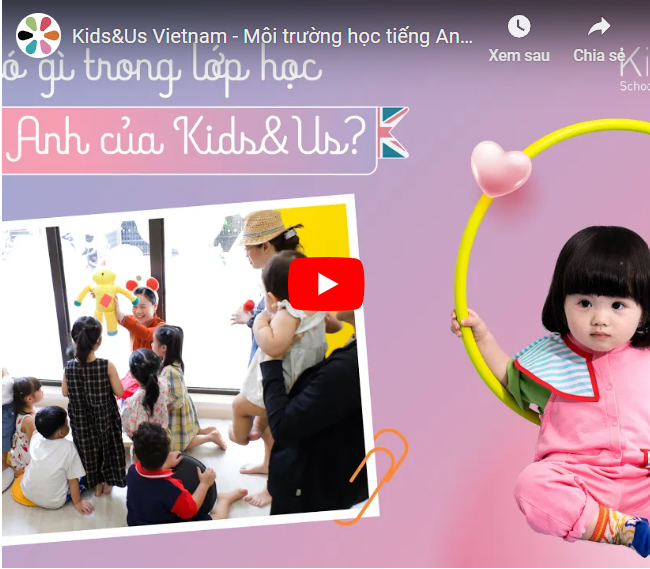 Kids&Us Vietnam - Môi trường học tiếng An...
Xem sau
Chia sẻ
ó gì trong lớp học
Anh của Kids&Us?
Ki
Schoo